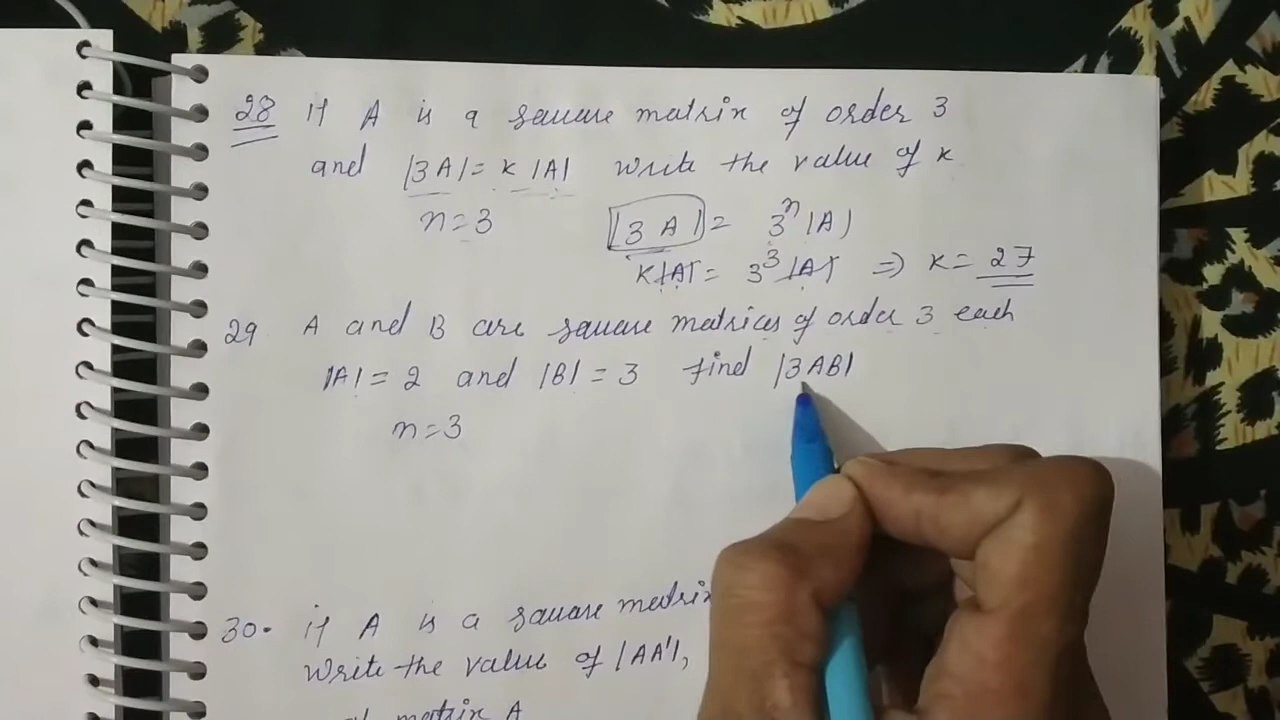 28 If A is a square matrix of order 3
and |3A| = K |A| write the value of K
n=3 |3 A| = 3ⁿ |A|
K|A| = 3³ |A| ⇒ K = 27
29 A and B are square matrices of order 3 each
|A| = 2 and |B| = 3 find |3AB|
n=3
30. if A is a square matrix
Write the value of |AA'|,
matrix A